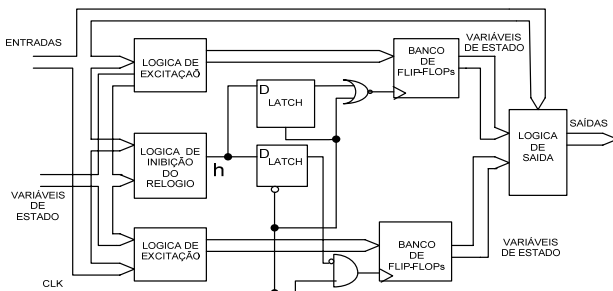 ENTRADAS
LOGICA DE
EXCITAÇAÕ
BANCO
DE
FLIP-FLOPs
VARIÁVEIS
DE ESTADO
D
LATCH
LOGICA DE
INIBIÇÃO
DO
RELOGIO
h
D
LATCH
LOGICA
DE
SAIDA
SAÍDAS
VARIÁVEIS
DE
ESTADO
LOGICA DE
EXCITAÇÃO
BANCO
DE
FLIP-FLOPs
VARIÁVEIS
DE ESTADO
CLK